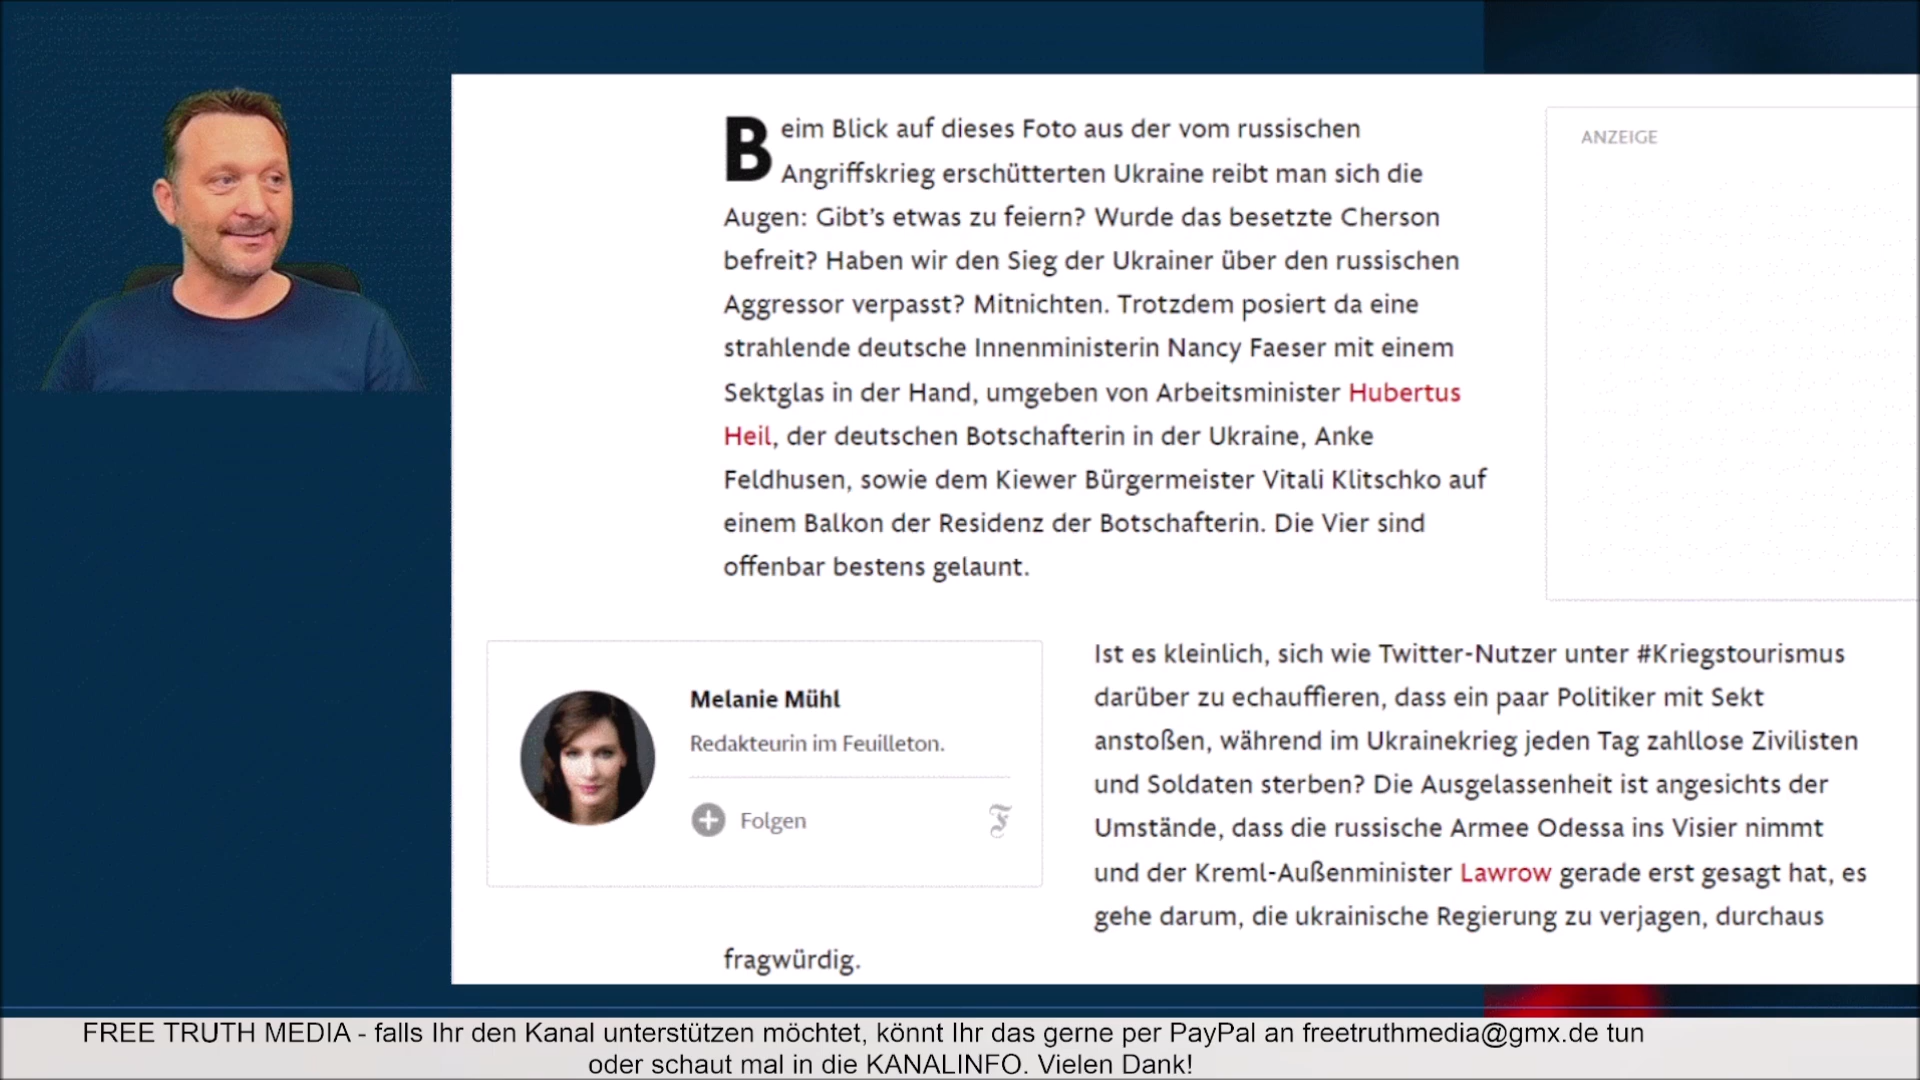 Beim Blick auf dieses Foto aus der vom russischen
Angriffskrieg erschütterten Ukraine reibt man sich die
Augen: Gibt's etwas zu feiern? Wurde das besetzte Cherson
befreit? Haben wir den Sieg der Ukrainer über den russischen
Aggressor verpasst? Mitnichten. Trotzdem posiert da eine
strahlende deutsche Innenministerin Nancy Faeser mit einem
Sektglas in der Hand, umgeben von Arbeitsminister Hubertus
Heil, der deutschen Botschafterin in der Ukraine, Anke
Feldhusen, sowie dem Kiewer Bürgermeister Vitali Klitschko auf
einem Balkon der Residenz der Botschafterin. Die Vier sind
offenbar bestens gelaunt.
ANZEIGE
Melanie Mühl
Redakteurin im Feuilleton.
Folgen
F
Ist es kleinlich, sich wie Twitter-Nutzer unter #Kriegstourismus
darüber zu echauffieren, dass ein paar Politiker mit Sekt
anstoßen, während im Ukrainekrieg jeden Tag zahllose Zivilisten
und Soldaten sterben? Die Ausgelassenheit ist angesichts der
Umstände, dass die russische Armee Odessa ins Visier nimmt
und der Kreml-Außenminister Lawrow gerade erst gesagt hat, es
gehe darum, die ukrainische Regierung zu verjagen, durchaus
fragwürdig.
FREE TRUTH MEDIA - falls Ihr den Kanal unterstützen möchtet, könnt Ihr das gerne per PayPal an freetruthmedia@gmx.de tun
oder schaut mal in die KANALINFO. Vielen Dank!